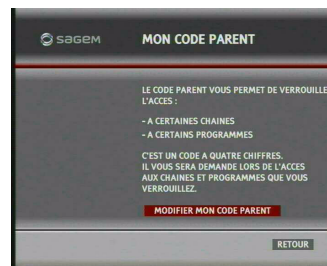 SAGEM
MON CODE PARENT
LE CODE PARENT VOUS PERMET DE VERROUILLE
L'ACCES :
- A CERTAINES CHAINES
- A CERTAINS PROGRAMMES
C'EST UN CODE A QUATRE CHIFFRES.
IL VOUS SERA DEMANDE LORS DE L'ACCES
AUX CHAINES ET PROGRAMMES QUE VOUS
VERROUILLEZ.
MODIFIER MON CODE PARENT
RETOUR